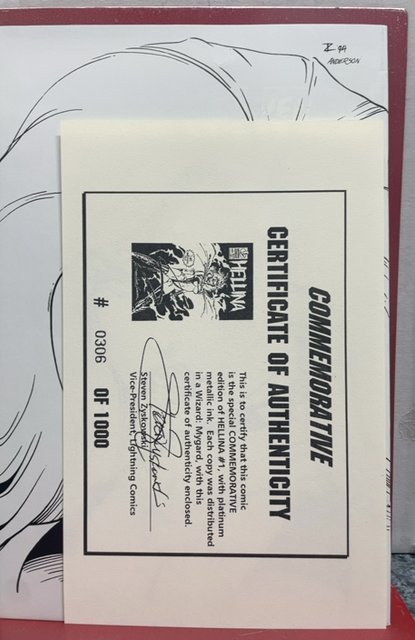 COMMEMORATIVE
CERTIFICATE OF AUTHENTICITY
HELLINA
This is to certify that this comic
is the special COMMEMORATIVE
edition of HELLINA #1, with platinum
metallic ink. Each copy was distributed
in a Wizard: Mygard, with this
certificate of authenticity enclosed.
Steven Zyskowski
Vice-President, Lightning Comics
# 0306 OF 1000
94
ANDERSON